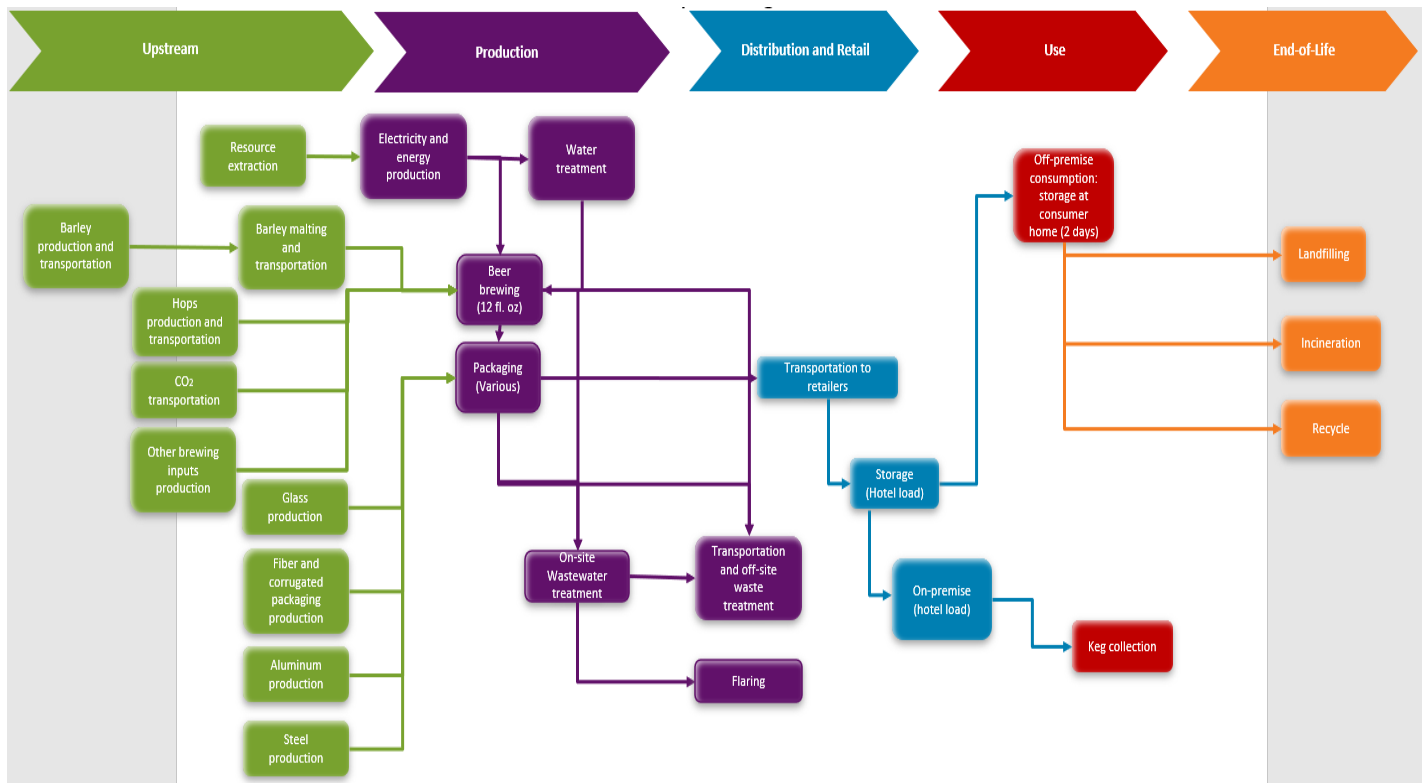 Upstream
Production
Distribution and Retail
Use
End-of-Life
Resource
extraction
Electricity and
energy
production
Water
treatment
Off-premise
consumption:
storage at
consumer
home (2 days)
Barley
production and
transportation
Barley malting
and
transportation
Beer
brewing
(12 fl. oz)
Landfilling
Hops
production and
transportation
Incineration
CO₂
transportation
Packaging
(Various)
Transportation to
retailers
Recycle
Other brewing
inputs
production
Storage
(Hotel load)
Glass
production
Fiber and
corrugated
packaging
production
On-site
Wastewater
treatment
Transportation
and off-site
waste
treatment
On-premise
(hotel load)
Keg collection
Aluminum
production
Flaring
Steel
production